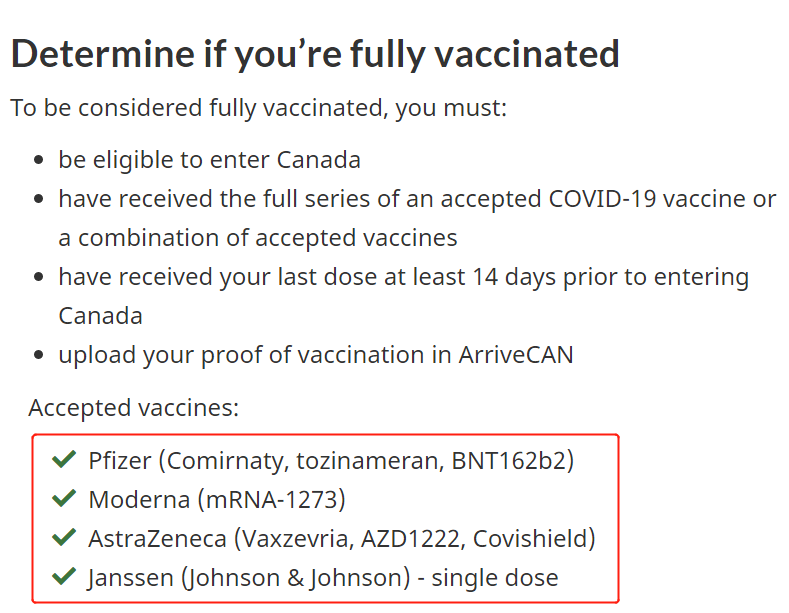 Determine if you’re fully vaccinated
To be considered fully vaccinated, you must:
be eligible to enter Canada
have received the full series of an accepted COVID-19 vaccine or
a combination of accepted vaccines
have received your last dose at least 14 days prior to entering
Canada
upload your proof of vaccination in ArriveCAN
Accepted vaccines:
Pfizer (Comirnaty, tozinameran, BNT162b2)
Moderna (mRNA-1273)
AstraZeneca (Vaxzevria, AZD1222, Covishield)
Janssen (Johnson & Johnson) - single dose